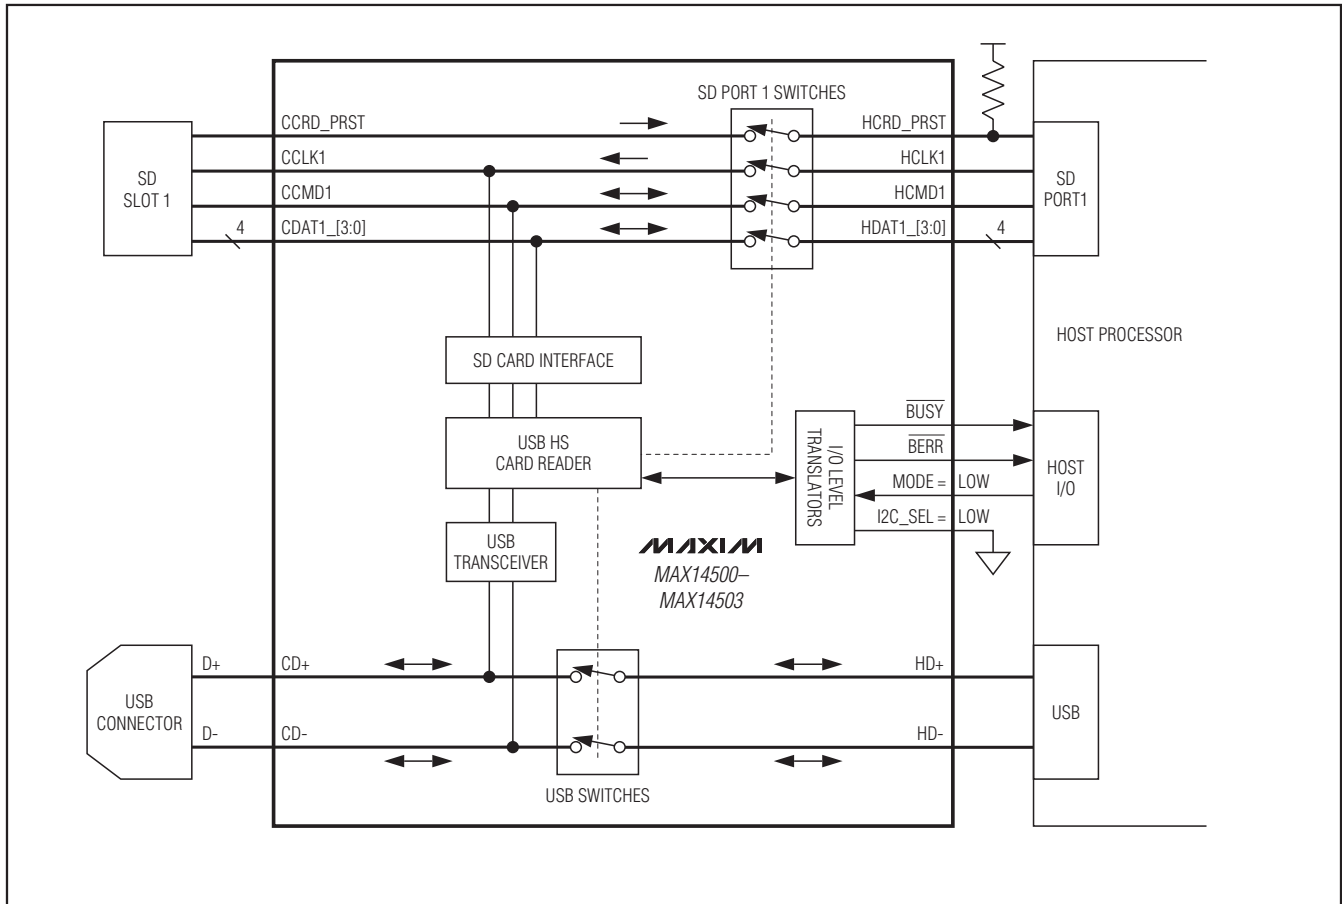 SD PORT 1 SWITCHES
SD
SLOT 1
CCRD_PRST
CCLK1
CCMD1
4
CDAT1_[3:0]
HCRD_PRST
HCLK1
HCMD1
HDAT1_[3:0]
4
SD
PORT1
HOST PROCESSOR
SD CARD INTERFACE
USB HS
CARD READER
USB
TRANSCEIVER
I/O LEVEL
TRANSLATORS
BUSY
BERR
MODE = LOW
I2C_SEL = LOW
HOST
I/O
MAXIM
MAX14500–
MAX14503
USB
CONNECTOR
D+
D-
CD+
CD-
HD+
HD-
USB
USB SWITCHES